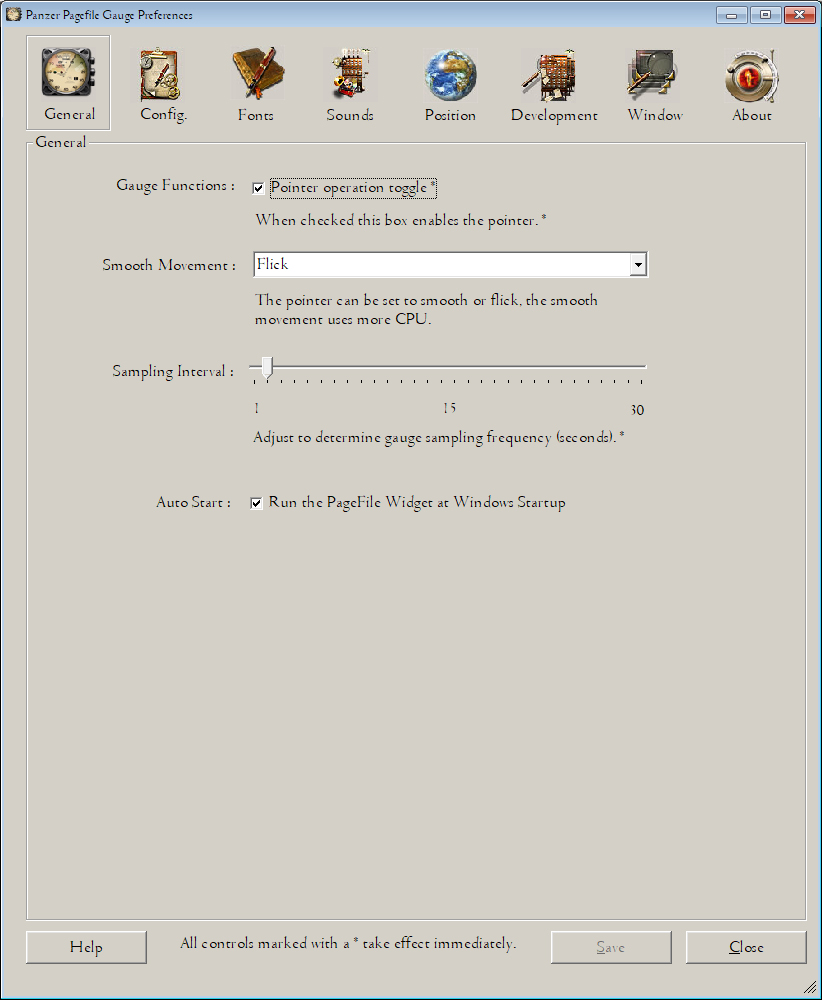 Panzer Pagefile Gauge Preferences
General
Config.
Fonts
Sounds
Position
Development
Window
About
General
Gauge Functions :
Pointer operation toggle *
When checked this box enables the pointer. *
Smooth Movement :
Flick
The pointer can be set to smooth or flick, the smooth
movement uses more CPU.
Sampling Interval :
1 15 30
Adjust to determine gauge sampling frequency (seconds). *
Auto Start :
Run the PageFile Widget at Windows Startup
Help
All controls marked with a * take effect immediately.
Save
Close